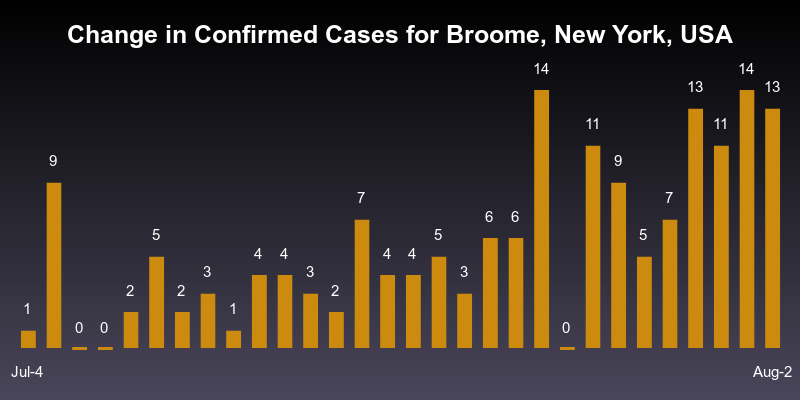 Change in Confirmed Cases for Broome, New York, USA
1 9 0 0 2 5 2 3 1 4 4 3 2 7 4 4 5 3 6 6 14 0 11 9 5 7 13 11 14 13
Jul-4 Aug-2